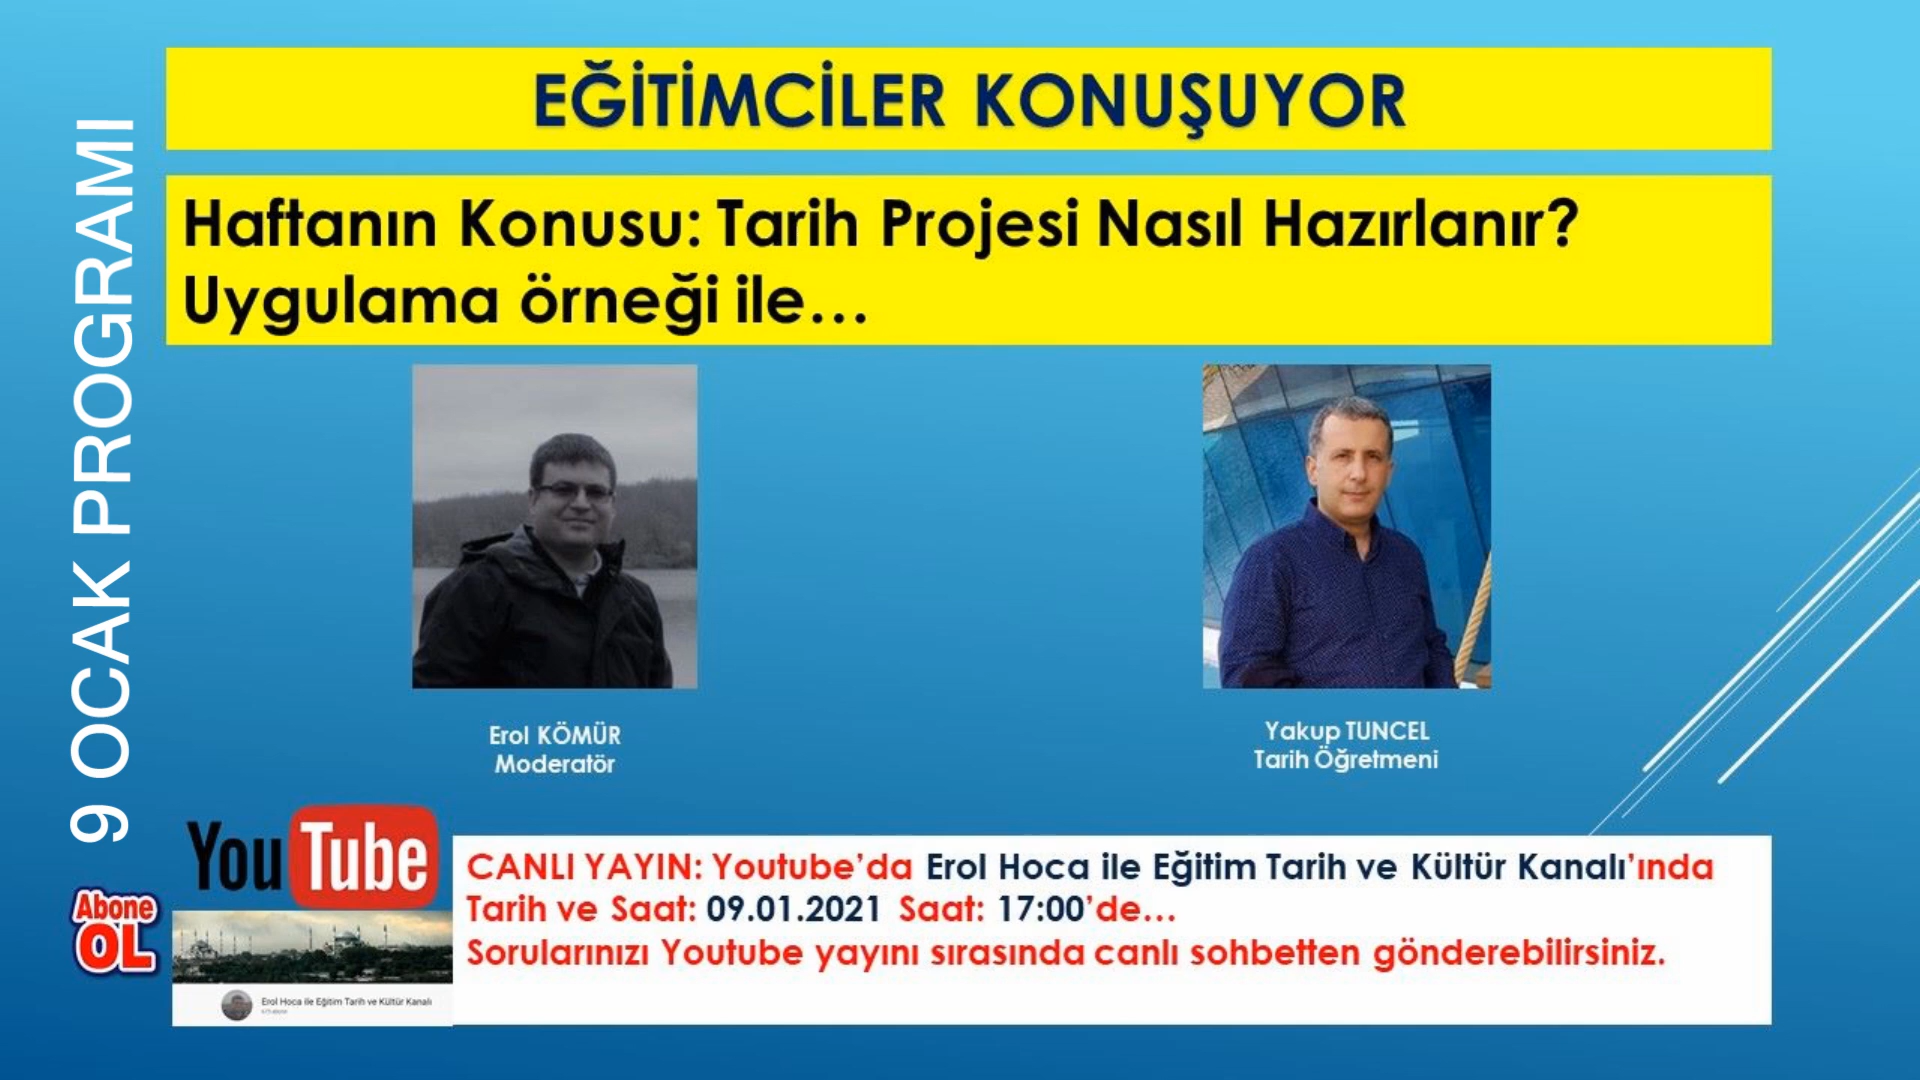 9 OCAK PROGRAMI
EĞİTİMCİLER KONUŞUYOR
Haftanın Konusu: Tarih Projesi Nasıl Hazırlanır?
Uygulama örneği ile...
Erol KÖMÜR
Moderatör
Yakup TUNCEL
Tarih Öğretmeni
YouTube
Abone
OL
Erol Hoca ile Eğitim Tarih ve Kültür Kanalı
CANLI YAYIN: Youtube’da Erol Hoca ile Eğitim Tarih ve Kültür Kanalı’ında
Tarih ve Saat: 09.01.2021 Saat: 17:00’de...
Sorularınızı Youtube yayını sırasında canlı sohbetten gönderebilirsiniz.